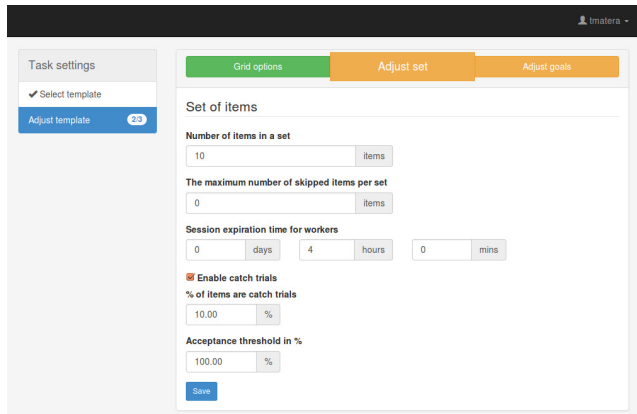 tmatera
Task settings
Select template
Adjust template 2/3
Grid options Adjust set Adjust goals
Set of items
Number of items in a set
10 items
The maximum number of skipped items per set
0 items
Session expiration time for workers
0 days 4 hours 0 mins
Enable catch trials
% of items are catch trials
10.00 %
Acceptance threshold in %
100.00 %
Save